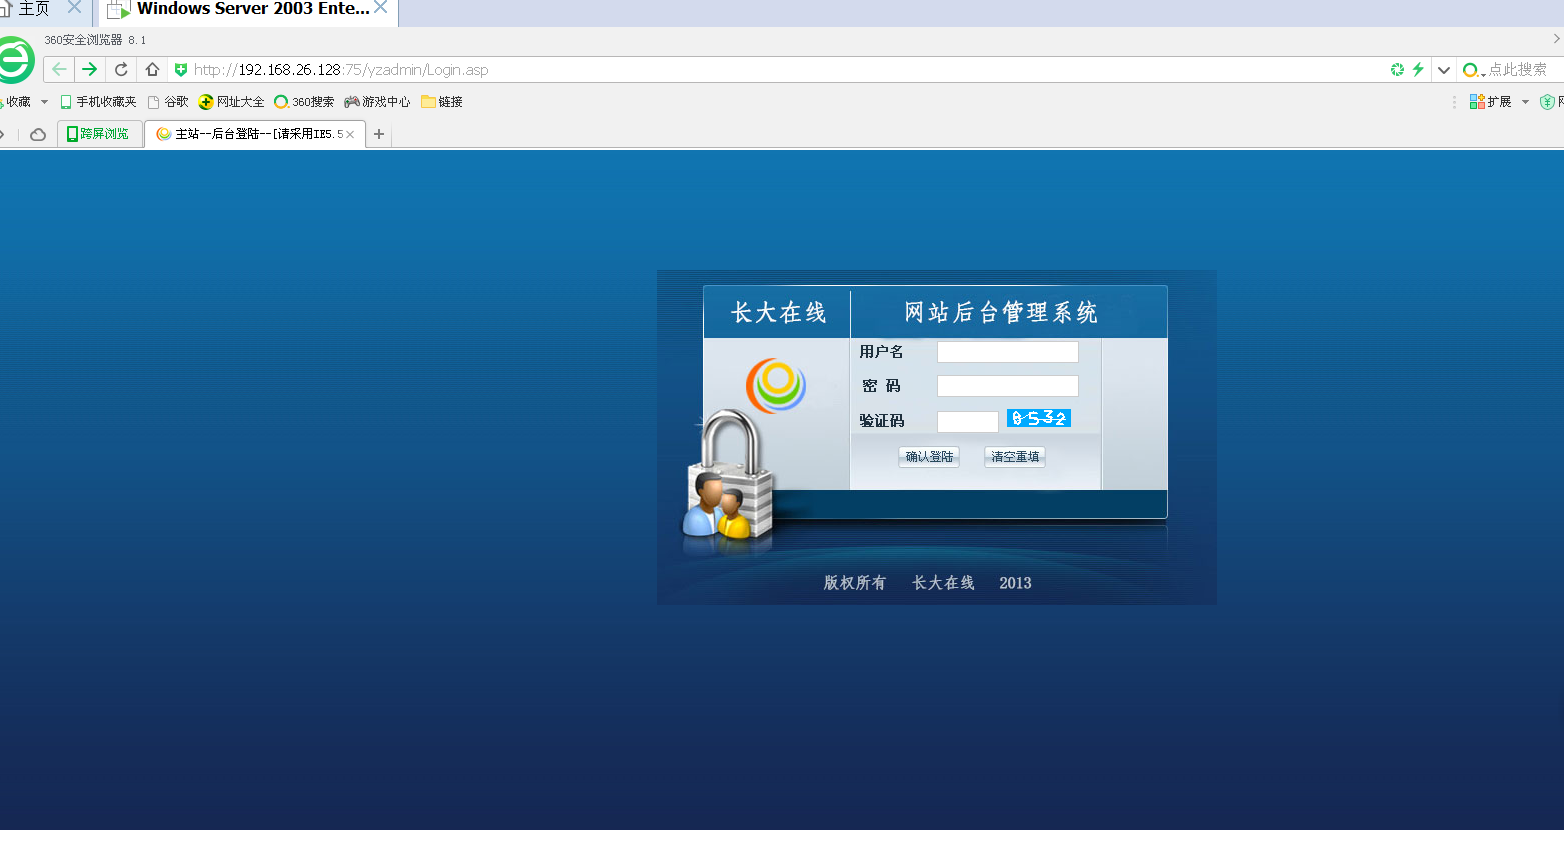 主页
Windows Server 2003 Ente...
360安全浏览器 8.1
http://192.168.26.128:75/yzadmin/Login.asp
点此搜索
收藏 手机收藏夹 谷歌 网址大全 360搜索 游戏中心 链接 扩展
跨屏浏览 主站--后台登陆--[请采用IE5.5
长大在线 网站后台管理系统
用户名
密 码
验证码 0532
确认登陆 清空重填
版权所有 长大在线 2013